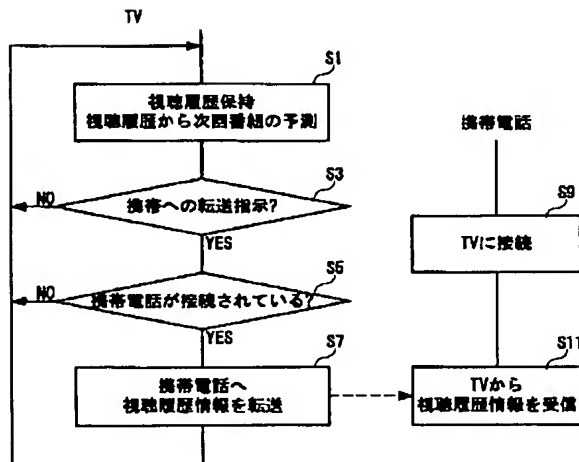 TV
S1
視聴履歴保持
視聴履歴から次回番組の予測
携帯電話
S3
NO
携帯への転送指示?
YES
S9
TVに接続
S5
NO
携帯電話が接続されている?
YES
S7
携帯電話へ
視聴履歴情報を転送
S11
TVから
視聴履歴情報を受信